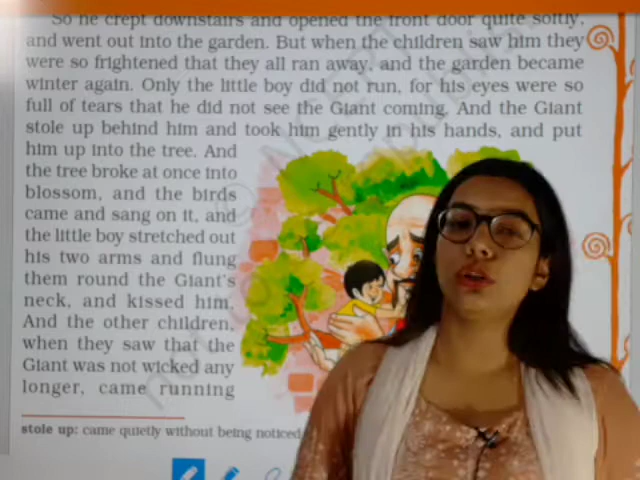 So he crept downstairs and opened the front door quite softly,
and went out into the garden. But when the children saw him they
were so frightened that they all ran away, and the garden became
winter again. Only the little boy did not run, for his eyes were so
full of tears that he did not see the Giant coming. And the Giant
stole up behind him and took him gently in his hands, and put
him up into the tree. And
the tree broke at once into
blossom, and the birds
came and sang on it, and
the little boy stretched out
his two arms and flung
them round the Giant's
neck, and kissed him.
And the other children,
when they saw that the
Giant was not wicked any
longer, came running
stole up: came quietly without being noticed